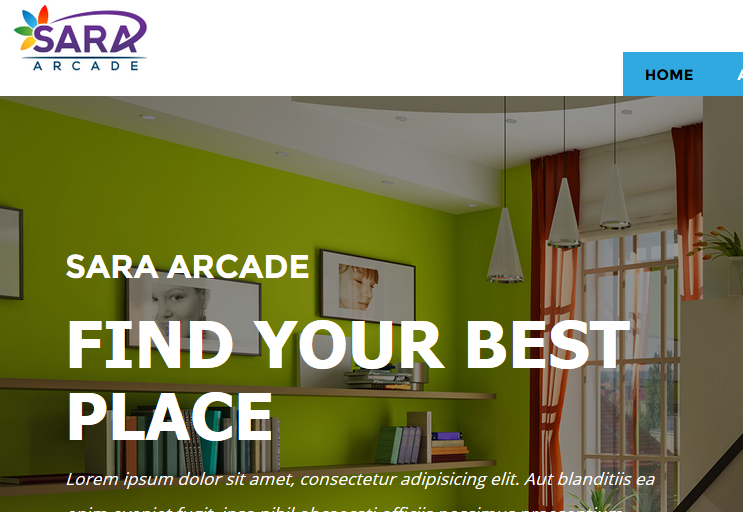 SARA
ARCADE
HOME
SARA ARCADE
FIND YOUR BEST
PLACE
Lorem ipsum dolor sit amet, consectetur adipisicing elit. Aut blanditiis ea